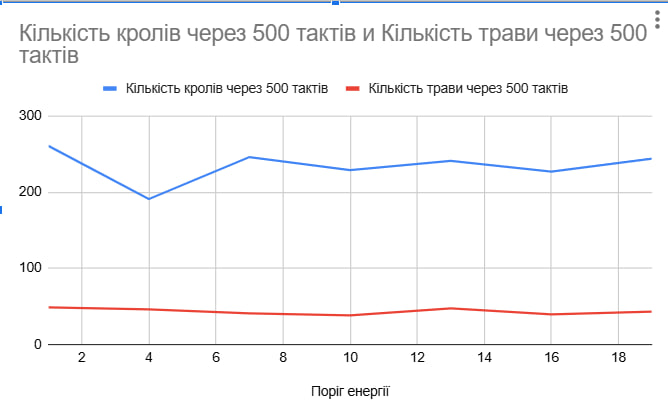 Кількість кролів через 500 тактів и Кількість трави через 500
тактів
Кількість кролів через 500 тактів
Кількість трави через 500 тактів
300
200
100
0
2 4 6 8 10 12 14 16 18
Поріг енергії